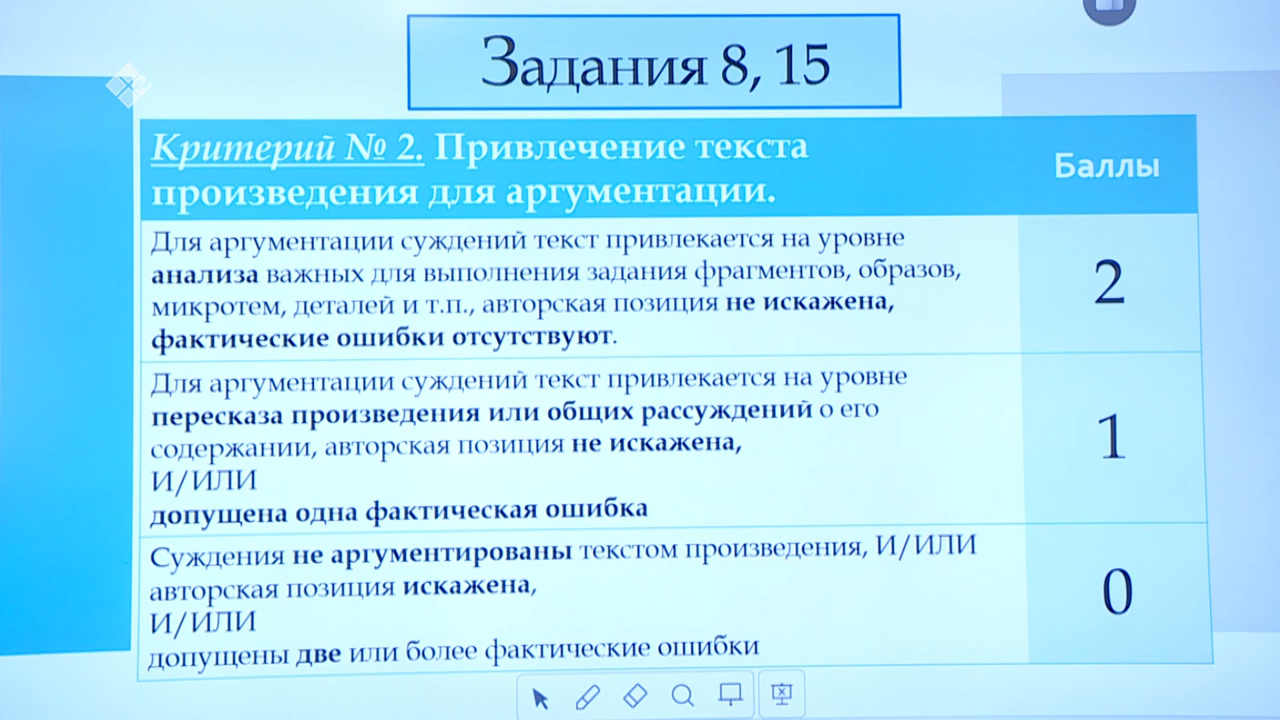 Задания 8, 15
Критерий № 2. Привлечение текста
произведения для аргументации.
Баллы
Для аргументации суждений текст привлекается на уровне
анализа важных для выполнения задания фрагментов, образов,
микротем, деталей и т.п., авторская позиция не искажена,
фактические ошибки отсутствуют.
2
Для аргументации суждений текст привлекается на уровне
пересказа произведения или общих рассуждений о его
содержании, авторская позиция не искажена,
И/ИЛИ
допущена одна фактическая ошибка
1
Суждения не аргументированы текстом произведения, И/ИЛИ
авторская позиция искажена,
И/ИЛИ
допущены две или более фактические ошибки
0